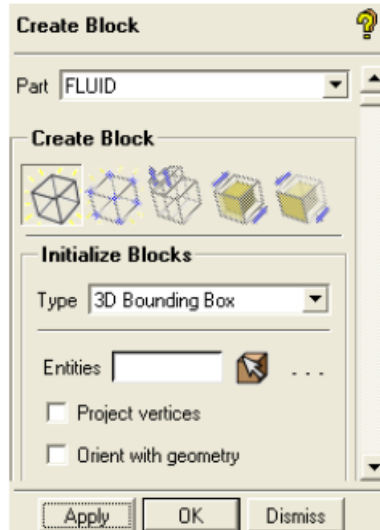 Create Block
Part FLUID
Create Block
Initialize Blocks
Type 3D Bounding Box
Entities ...
Project vertices
Orient with geometry
Apply OK Dismiss